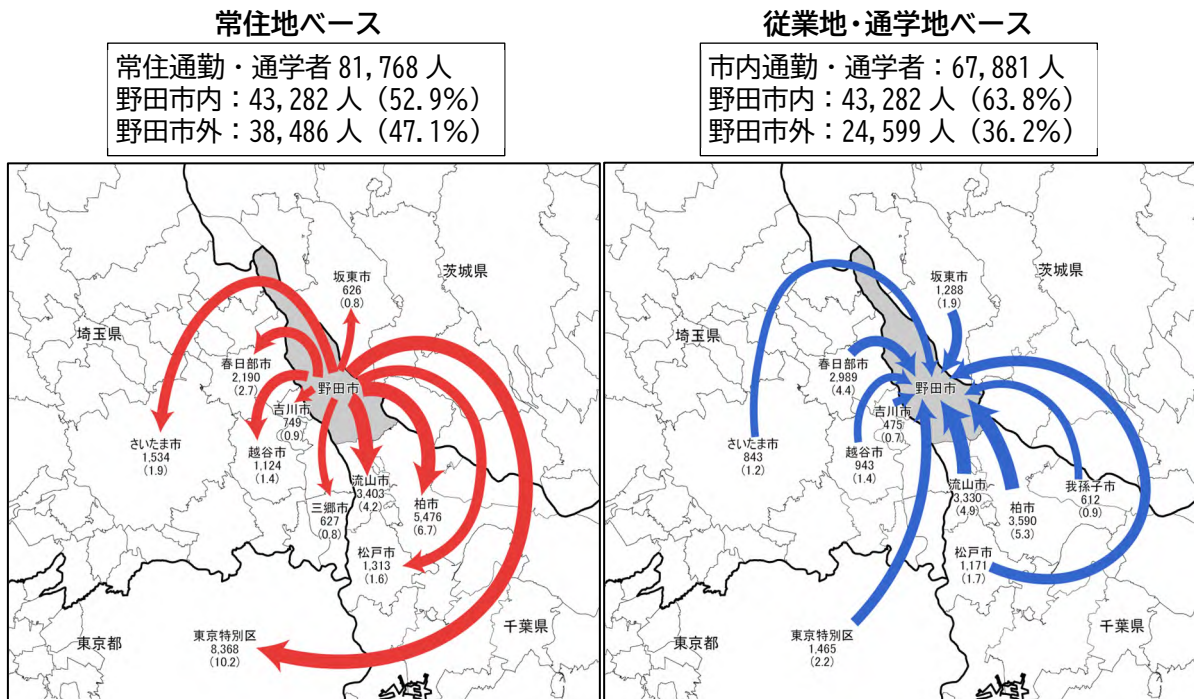 常住地ベース
常住通勤・通学者 81,768 人
野田市内：43,282 人（52.9%）
野田市外：38,486 人（47.1%）
坂東市
626
(0.8)
茨城県
埼玉県
春日部市
2,190
(2.7)
野田市
吉川市
749
(0.9)
さいたま市
1,534
(1.9)
越谷市
1,124
(1.4)
流山市
3,403
(4.2)
三郷市
627
(0.8)
柏市
5,476
(6.7)
松戸市
1,313
(1.6)
東京特別区
8,368
(10.2)
東京都
千葉県
従業地・通学地ベース
市内通勤・通学者：67,881 人
野田市内：43,282 人（63.8%）
野田市外：24,599 人（36.2%）
坂東市
1,288
(1.9)
茨城県
埼玉県
春日部市
2,989
(4.4)
野田市
吉川市
475
(0.7)
さいたま市
843
(1.2)
越谷市
943
(1.4)
流山市
3,330
(4.9)
柏市
3,590
(5.3)
我孫子市
612
(0.9)
松戸市
1,171
(1.7)
東京特別区
1,465
(2.2)
東京都
千葉県